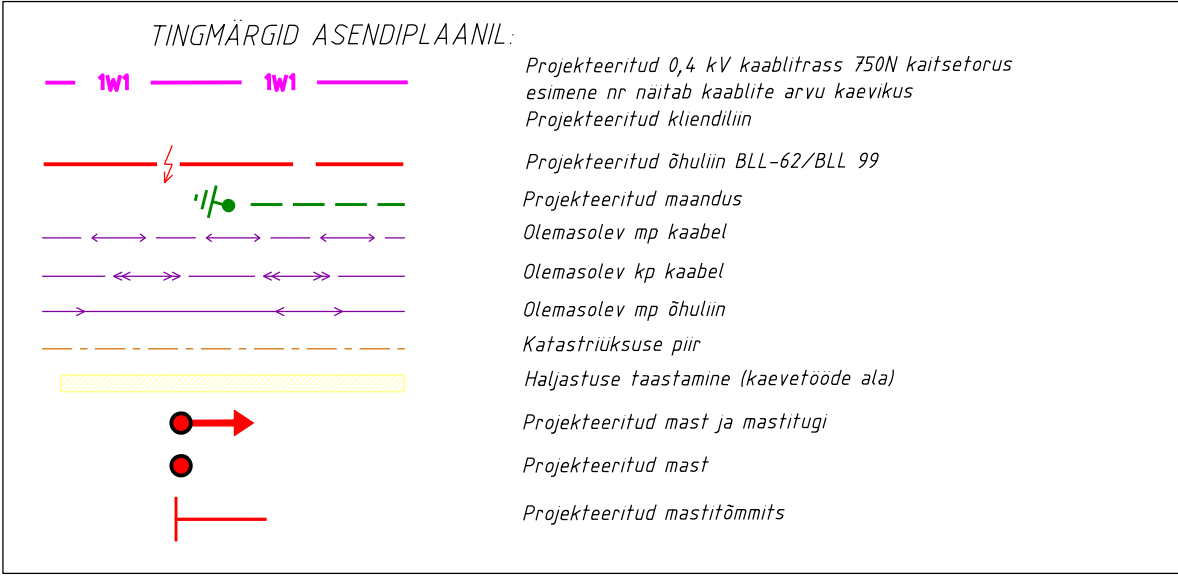 TINGMÄRGID ASENDIPLAANIL:
1W1 1W1
Projekteeritud 0,4 kV kaablitrass 750N kaitsetorus
esimene nr näitab kaablite arvu kaevikus
Projekteeritud kliendiliin
Projekteeritud õhuliin BLL-62/BLL 99
Projekteeritud maandus
Olemasolev mp kaabel
Olemasolev kp kaabel
Olemasolev mp õhuliin
Katastriüksuse piir
Haljastuse taastamine (kaevetööde ala)
Projekteeritud mast ja mastitugi
Projekteeritud mast
Projekteeritud mastitõmmits